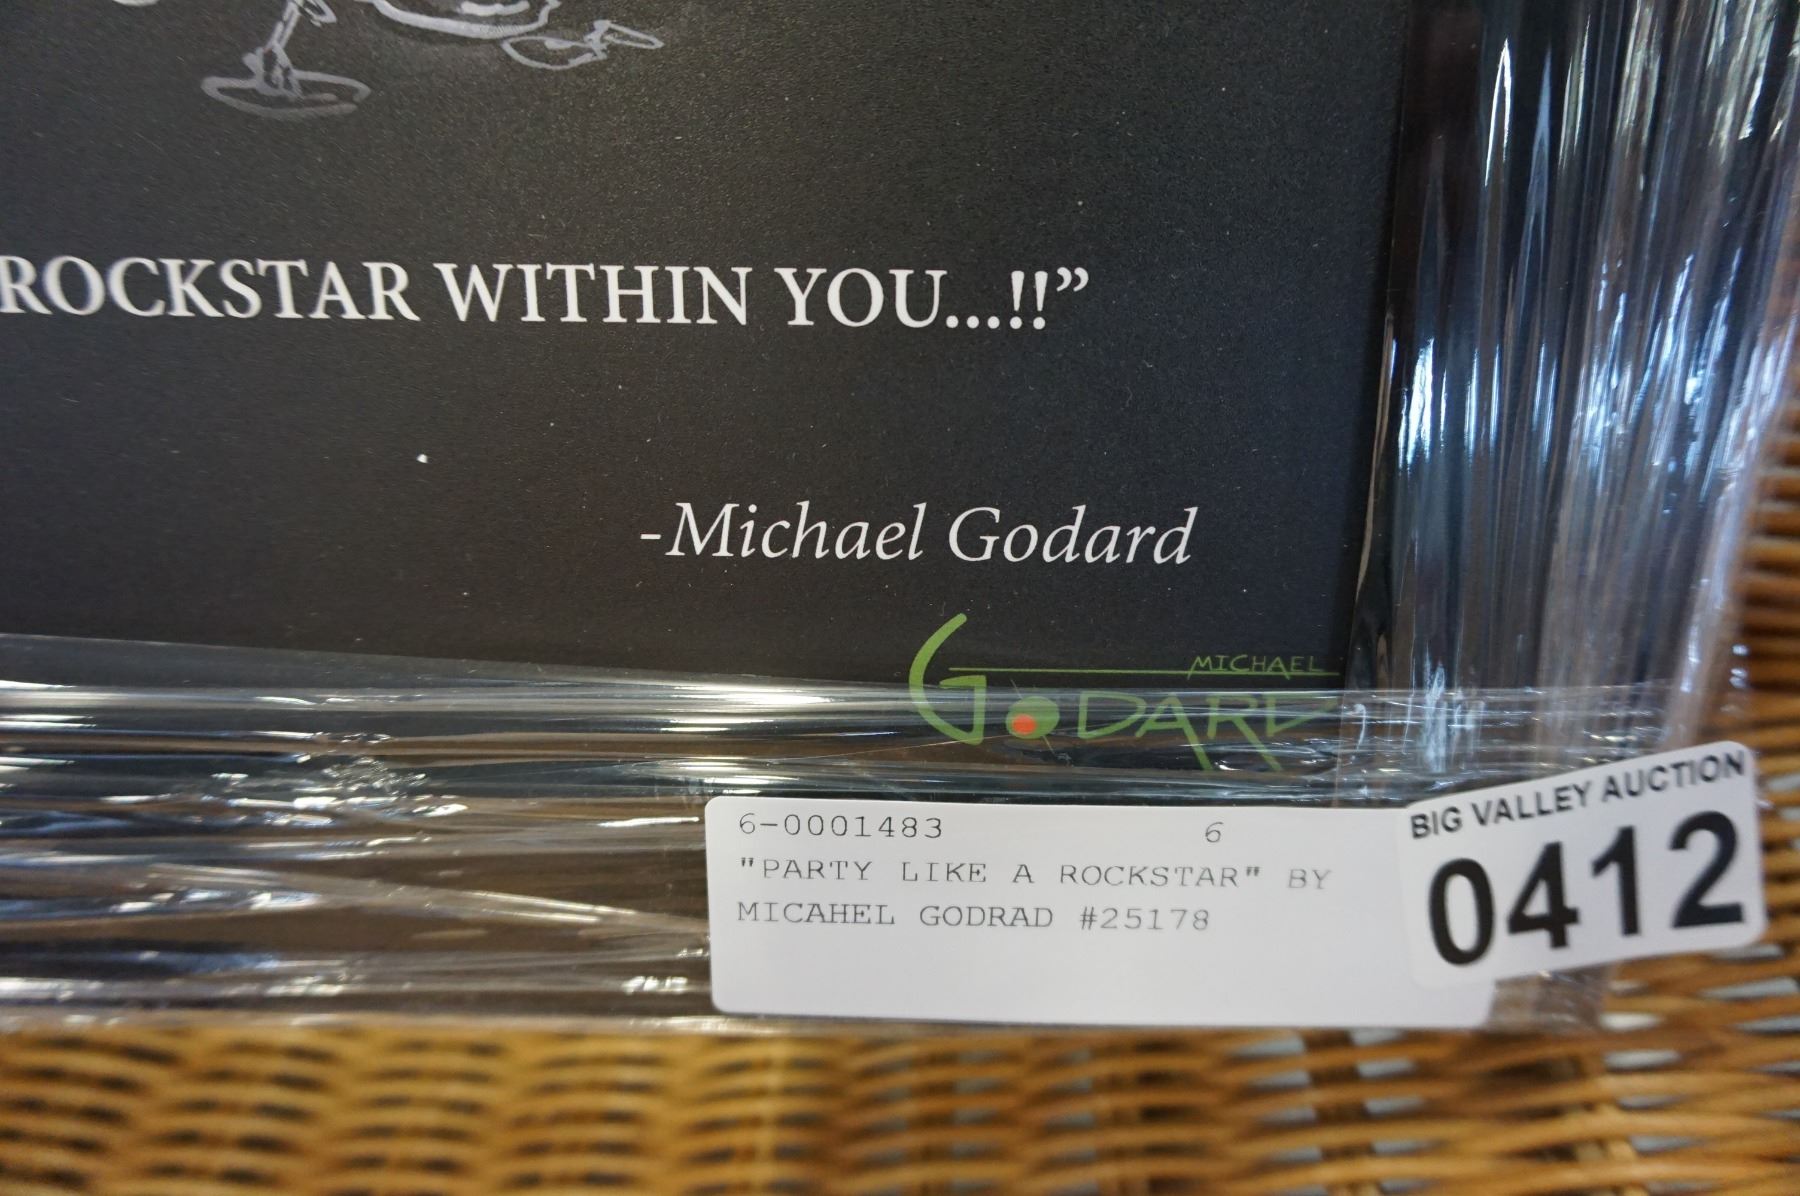 ROCKSTAR WITHIN YOU...!!”
-Michael Godard
MICHAEL
GODARD
6-0001483 6
"PARTY LIKE A ROCKSTAR" BY
MICAHEL GODRAD #25178
BIG VALLEY AUCTION
0412